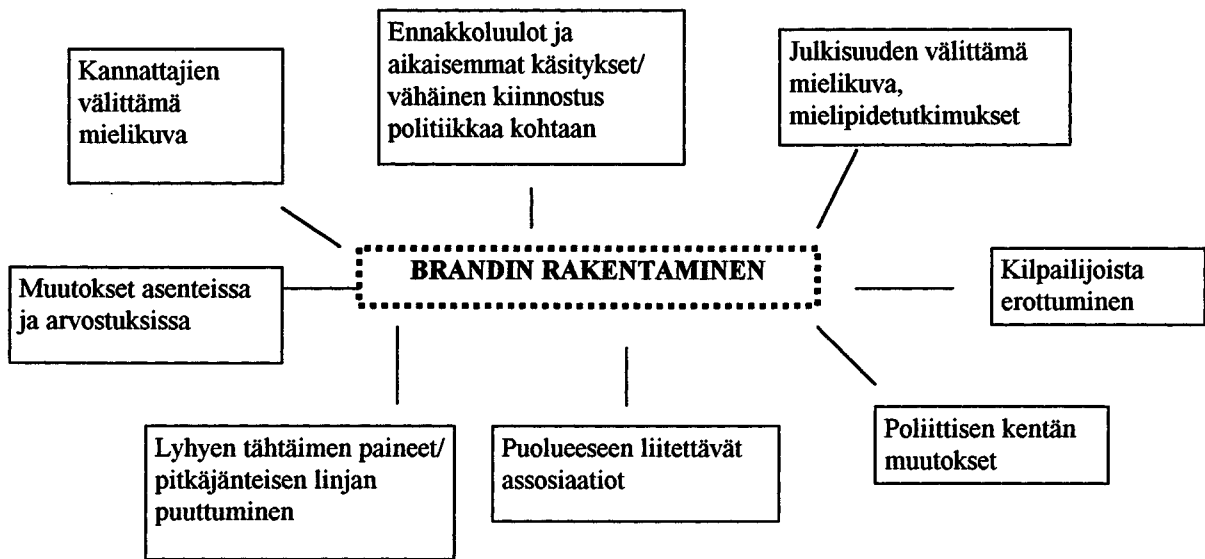 Kannattajien
välittämä
mielikuva
Ennakkoluulot ja
aikaisemmat käsitykset/
vähäinen kiinnostus
politiikkaa kohtaan
Julkisuuden välittämä
mielikuva,
mielipidetutkimukset
BRANDIN RAKENTAMINEN
Muutokset asenteissa
ja arvostuksissa
Kilpailijoista
erottuminen
Lyhyen tähtäimen paineet/
pitkäjänteisen linjan
puuttuminen
Puolueeseen liitettävät
assosiaatiot
Poliittisen kentän
muutokset